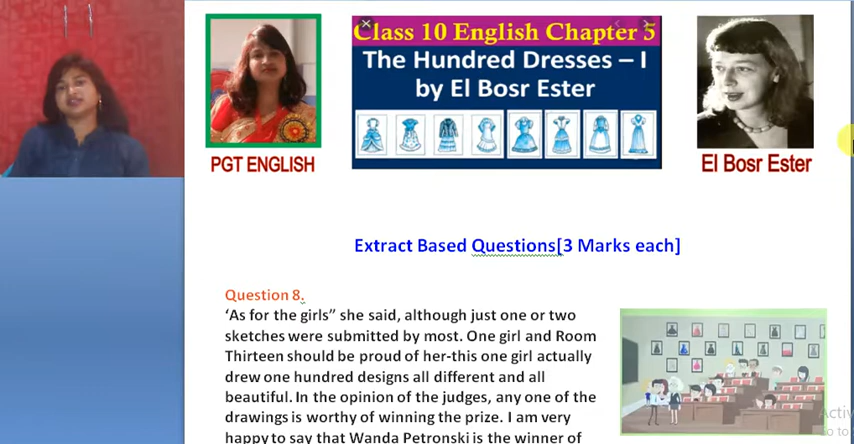 Class 10 English Chapter 5
The Hundred Dresses – I
by El Bosr Ester
PGT ENGLISH
El Bosr Ester
Extract Based Questions[3 Marks each]
Question 8.
‘As for the girls” she said, although just one or two
sketches were submitted by most. One girl and Room
Thirteen should be proud of her-this one girl actually
drew one hundred designs all different and all
beautiful. In the opinion of the judges, any one of the
drawings is worthy of winning the prize. I am very
happy to say that Wanda Petronski is the winner of
Activ
Go to